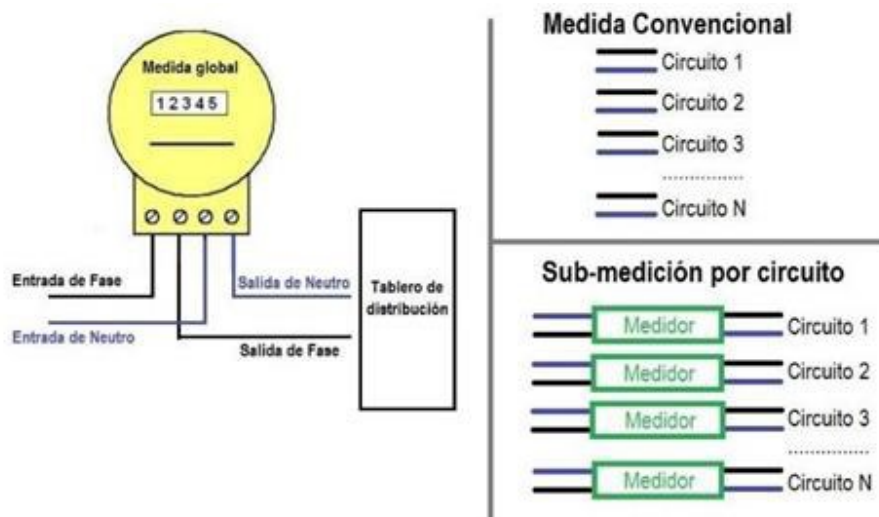 Medida global
12345
Entrada de Fase
Entrada de Neutro
Salida de Neutro
Salida de Fase
Tablero de
distribución
Medida Convencional
Circuito 1
Circuito 2
Circuito 3
..............
Circuito N
Sub-medición por circuito
Medidor Circuito 1
Medidor Circuito 2
Medidor Circuito 3
..............
Medidor Circuito N